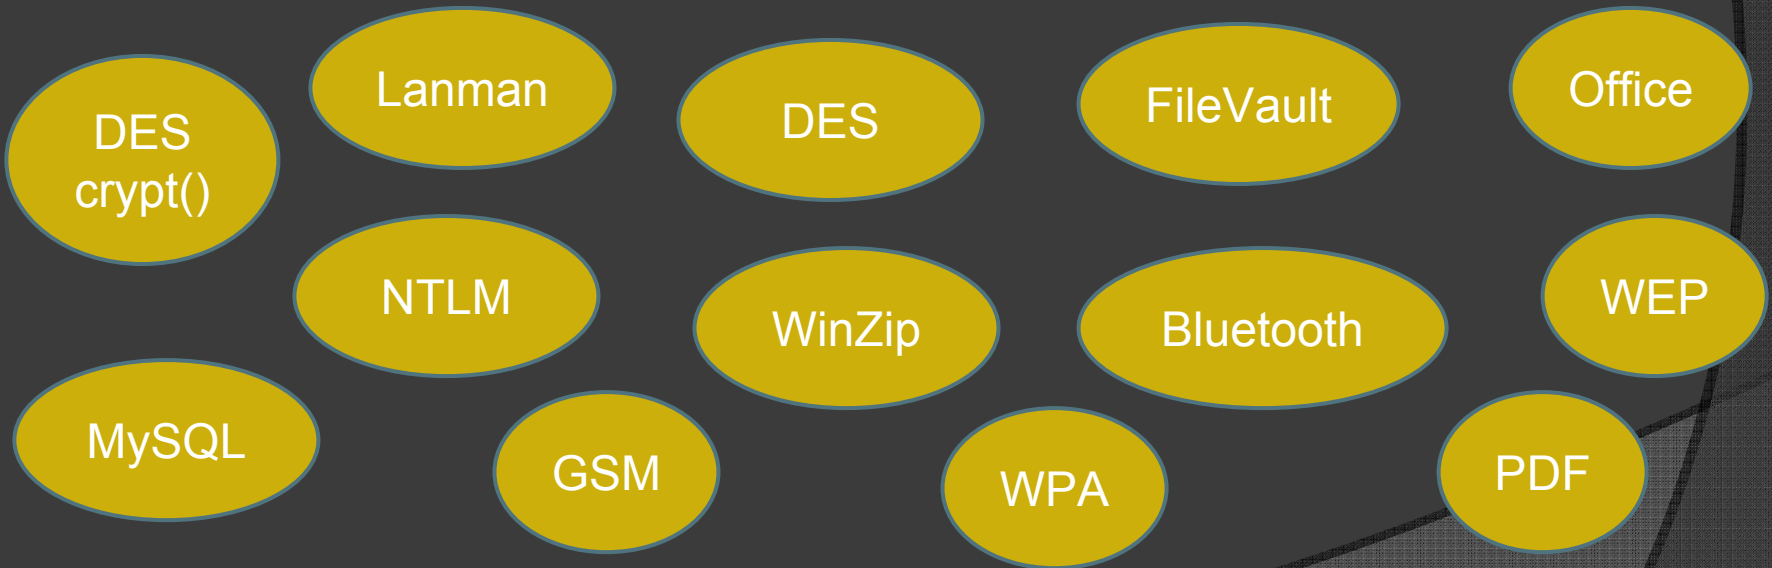 DES
crypt()
Lanman
DES
FileVault
Office
NTLM
WinZip
Bluetooth
WEP
MySQL
GSM
WPA
PDF